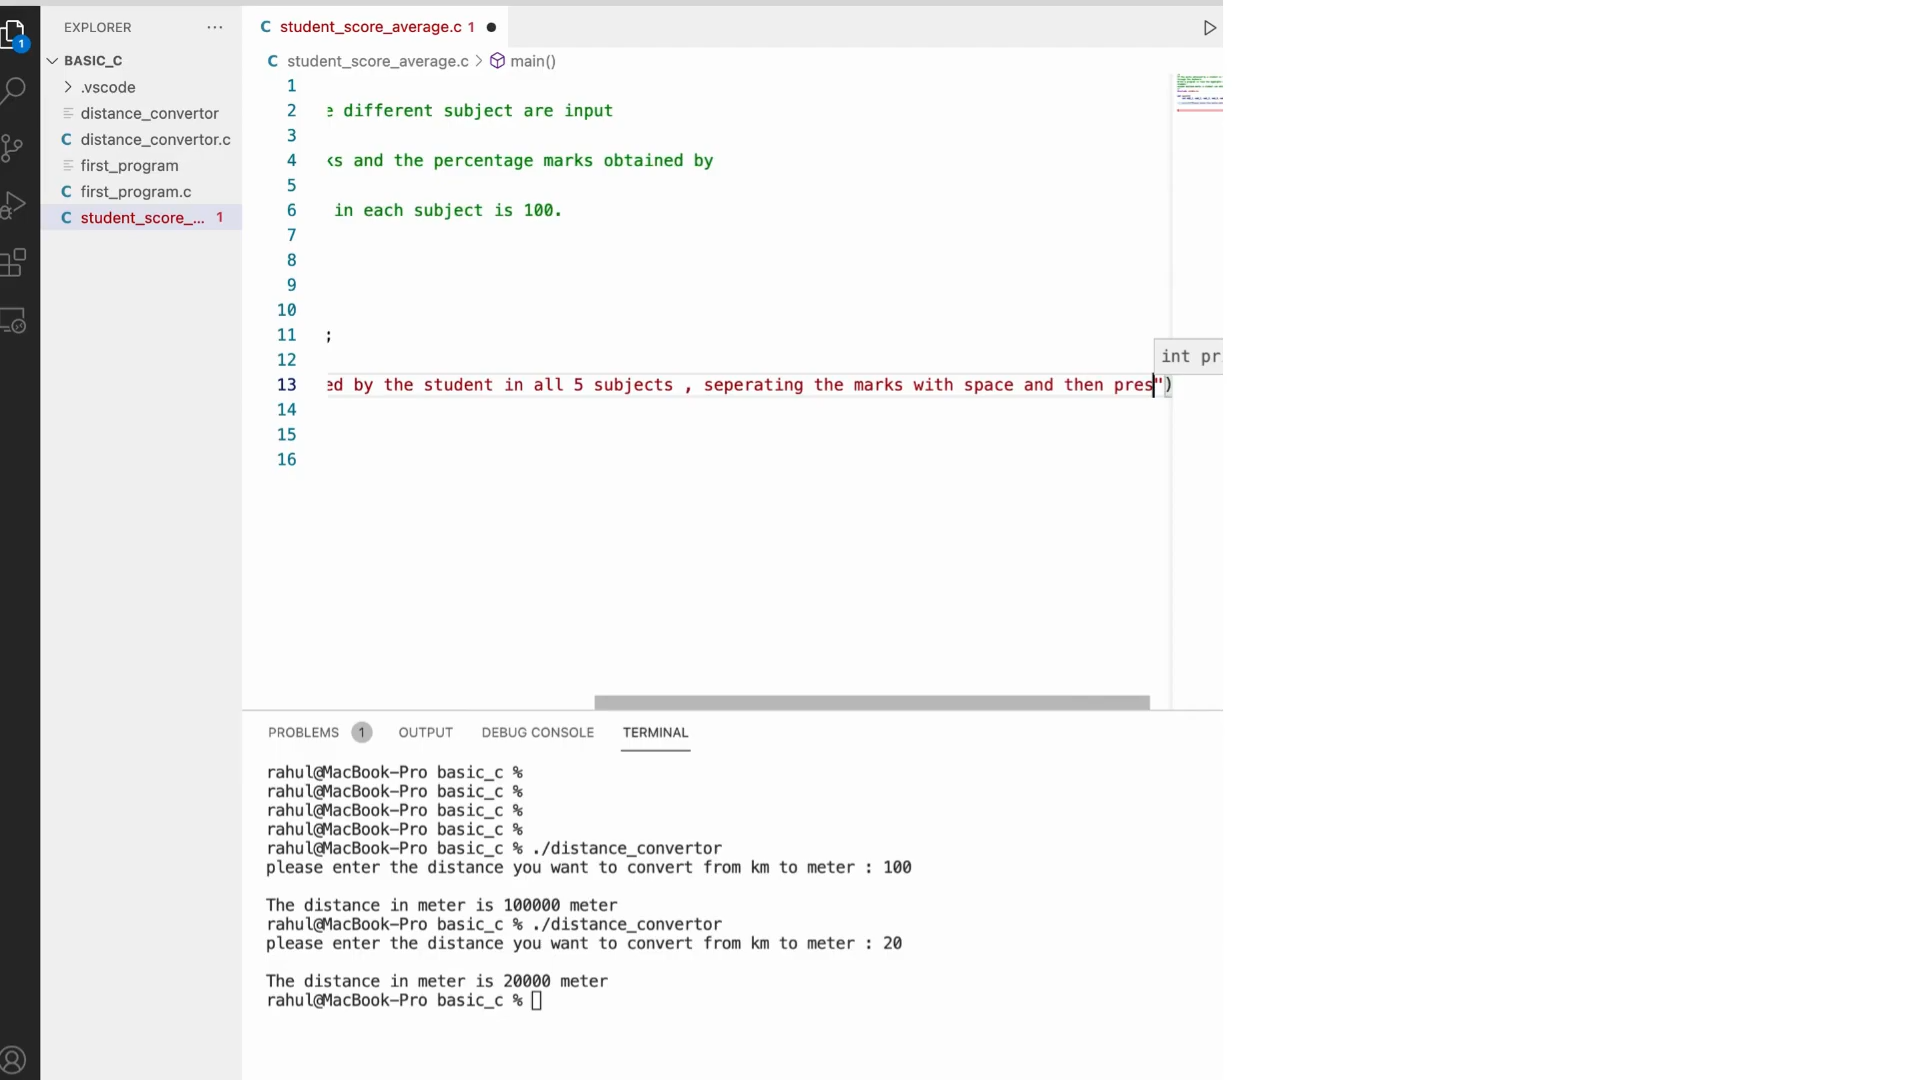 EXPLORER
BASIC_C
.vscode
distance_convertor
C distance_convertor.c
first_program
C first_program.c
C student_score_... 1
1
C student_score_average.c 1
C student_score_average.c > main()
1
2 e different subject are input
3
4 ks and the percentage marks obtained by
5
6 in each subject is 100.
7
8
9
10
11 ;
12
int pr
13 ed by the student in all 5 subjects , seperating the marks with space and then pres")
14
15
16
PROBLEMS 1 OUTPUT DEBUG CONSOLE TERMINAL
rahul@MacBook-Pro basic_c %
rahul@MacBook-Pro basic_c %
rahul@MacBook-Pro basic_c %
rahul@MacBook-Pro basic_c %
rahul@MacBook-Pro basic_c % ./distance_convertor
please enter the distance you want to convert from km to meter : 100
The distance in meter is 100000 meter
rahul@MacBook-Pro basic_c % ./distance_convertor
please enter the distance you want to convert from km to meter : 20
The distance in meter is 20000 meter
rahul@MacBook-Pro basic_c %